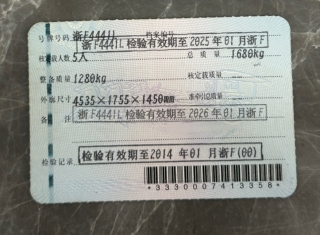 号牌号码 浙F4441L 档案编号
浙F4441L 检验有效期至2025年01月浙F
核定载人数 5人 总质量 1680kg
整备质量 1280kg 核定载质量
外廓尺寸 4535×1755×1450mm 准牵引总质量
浙F4441L 检验有效期至2026年01月浙F
备注
检验记录 检验有效期至2014年01月浙F(00)
3330007413358